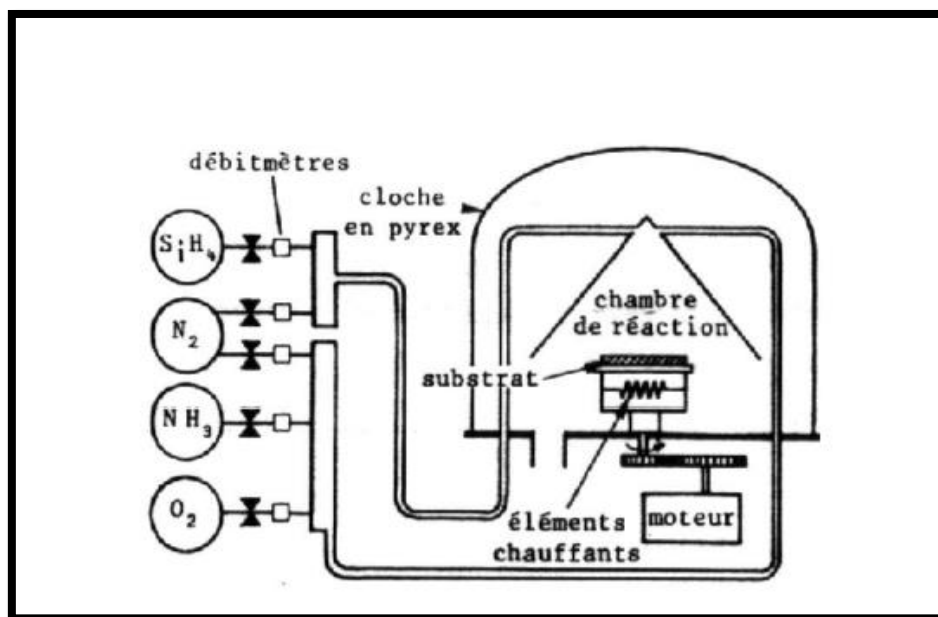 débitmètres
cloche
en pyrex
SiH4
N2
NH3
O2
chambre
de réaction
substrat
éléments
chauffants
moteur